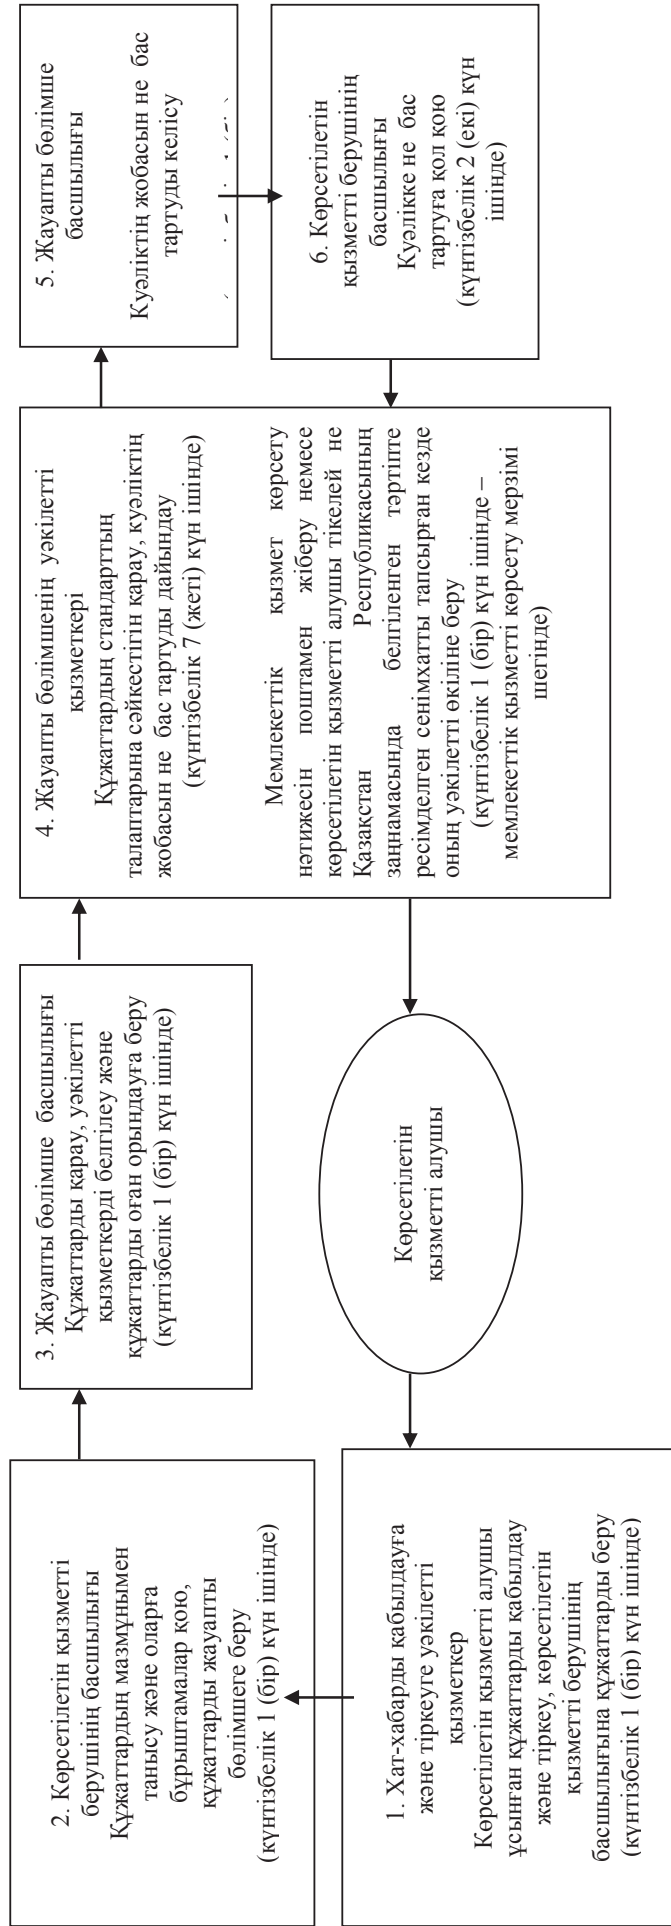 1. Хат-хабарды қабылдауға
және тіркеуге уәкілетті
қызметкер
Көрсетілетін қызметті алушы
ұсынған құжаттарды қабылдау
және тіркеу, көрсетілетін
қызметті берушінің
басшылығына құжаттарды беру
(күнтізбелік 1 (бір) күн ішінде)
2. Көрсетілетін қызметті
берушінің басшылығы
Құжаттардың мазмұнымен
танысу және оларға
бұрыштамалар қою,
құжаттарды жауапты
бөлімшеге беру
(күнтізбелік 1 (бір) күн ішінде)
3. Жауапты бөлімше басшылығы
Құжаттарды қарау, уәкілетті
қызметкерді белгілеу және
құжаттарды оған орындауға беру
(күнтізбелік 1 (бір) күн ішінде)
4. Жауапты бөлімшенің уәкілетті
қызметкері
Құжаттардың стандарттың
талаптарына сәйкестігін қарау, куәліктің
жобасын не бас тартуды дайындау
(күнтізбелік 7 (жеті) күн ішінде)
Мемлекеттік қызмет көрсету
нәтижесін поштамен жіберу немесе
көрсетілетін қызметті алушы тікелей не
Қазақстан Республикасының
заңнамасында белгіленген тәртіпте
ресімделген сенімхатты тапсырған кезде
оның уәкілетті өкіліне беру
(күнтізбелік 1 (бір) күн ішінде –
мемлекеттік қызметті көрсету мерзімі
шегінде)
5. Жауапты бөлімше
басшылығы
Куәліктің жобасын не бас
тартуды келісу
6. Көрсетілетін
қызметті берушінің
басшылығы
Куәлікке не бас
тартуға қол қою
(күнтізбелік 2 (екі) күн
ішінде)
Көрсетілетін
қызметті алушы